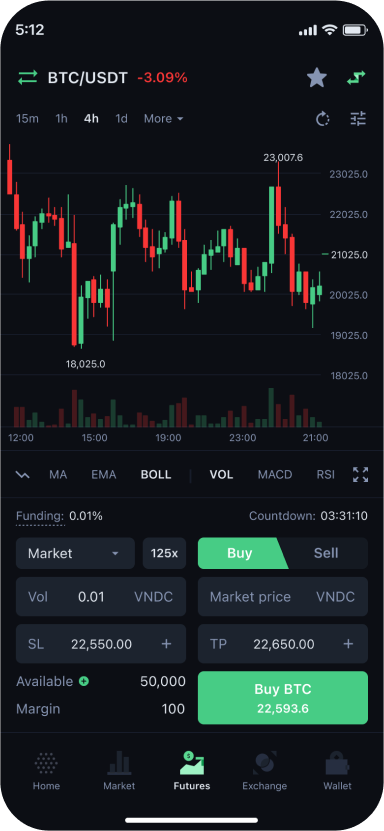 5:12
BTC/USDT -3.09%
15m 1h 4h 1d More
23,007.6
23025.0
22025.0
21025.0
20025.0
19025.0
18,025.0
18025.0
12:00 15:00 19:00 23:00 21:00
MA EMA BOLL VOL MACD RSI
Funding: 0.01% Countdown: 03:31:10
Market 125x Buy Sell
Vol 0.01 VNDC Market price VNDC
SL 22,550.00 + TP 22,650.00 +
Available 50,000
Buy BTC
22,593.6
Margin 100
Home Market Futures Exchange Wallet